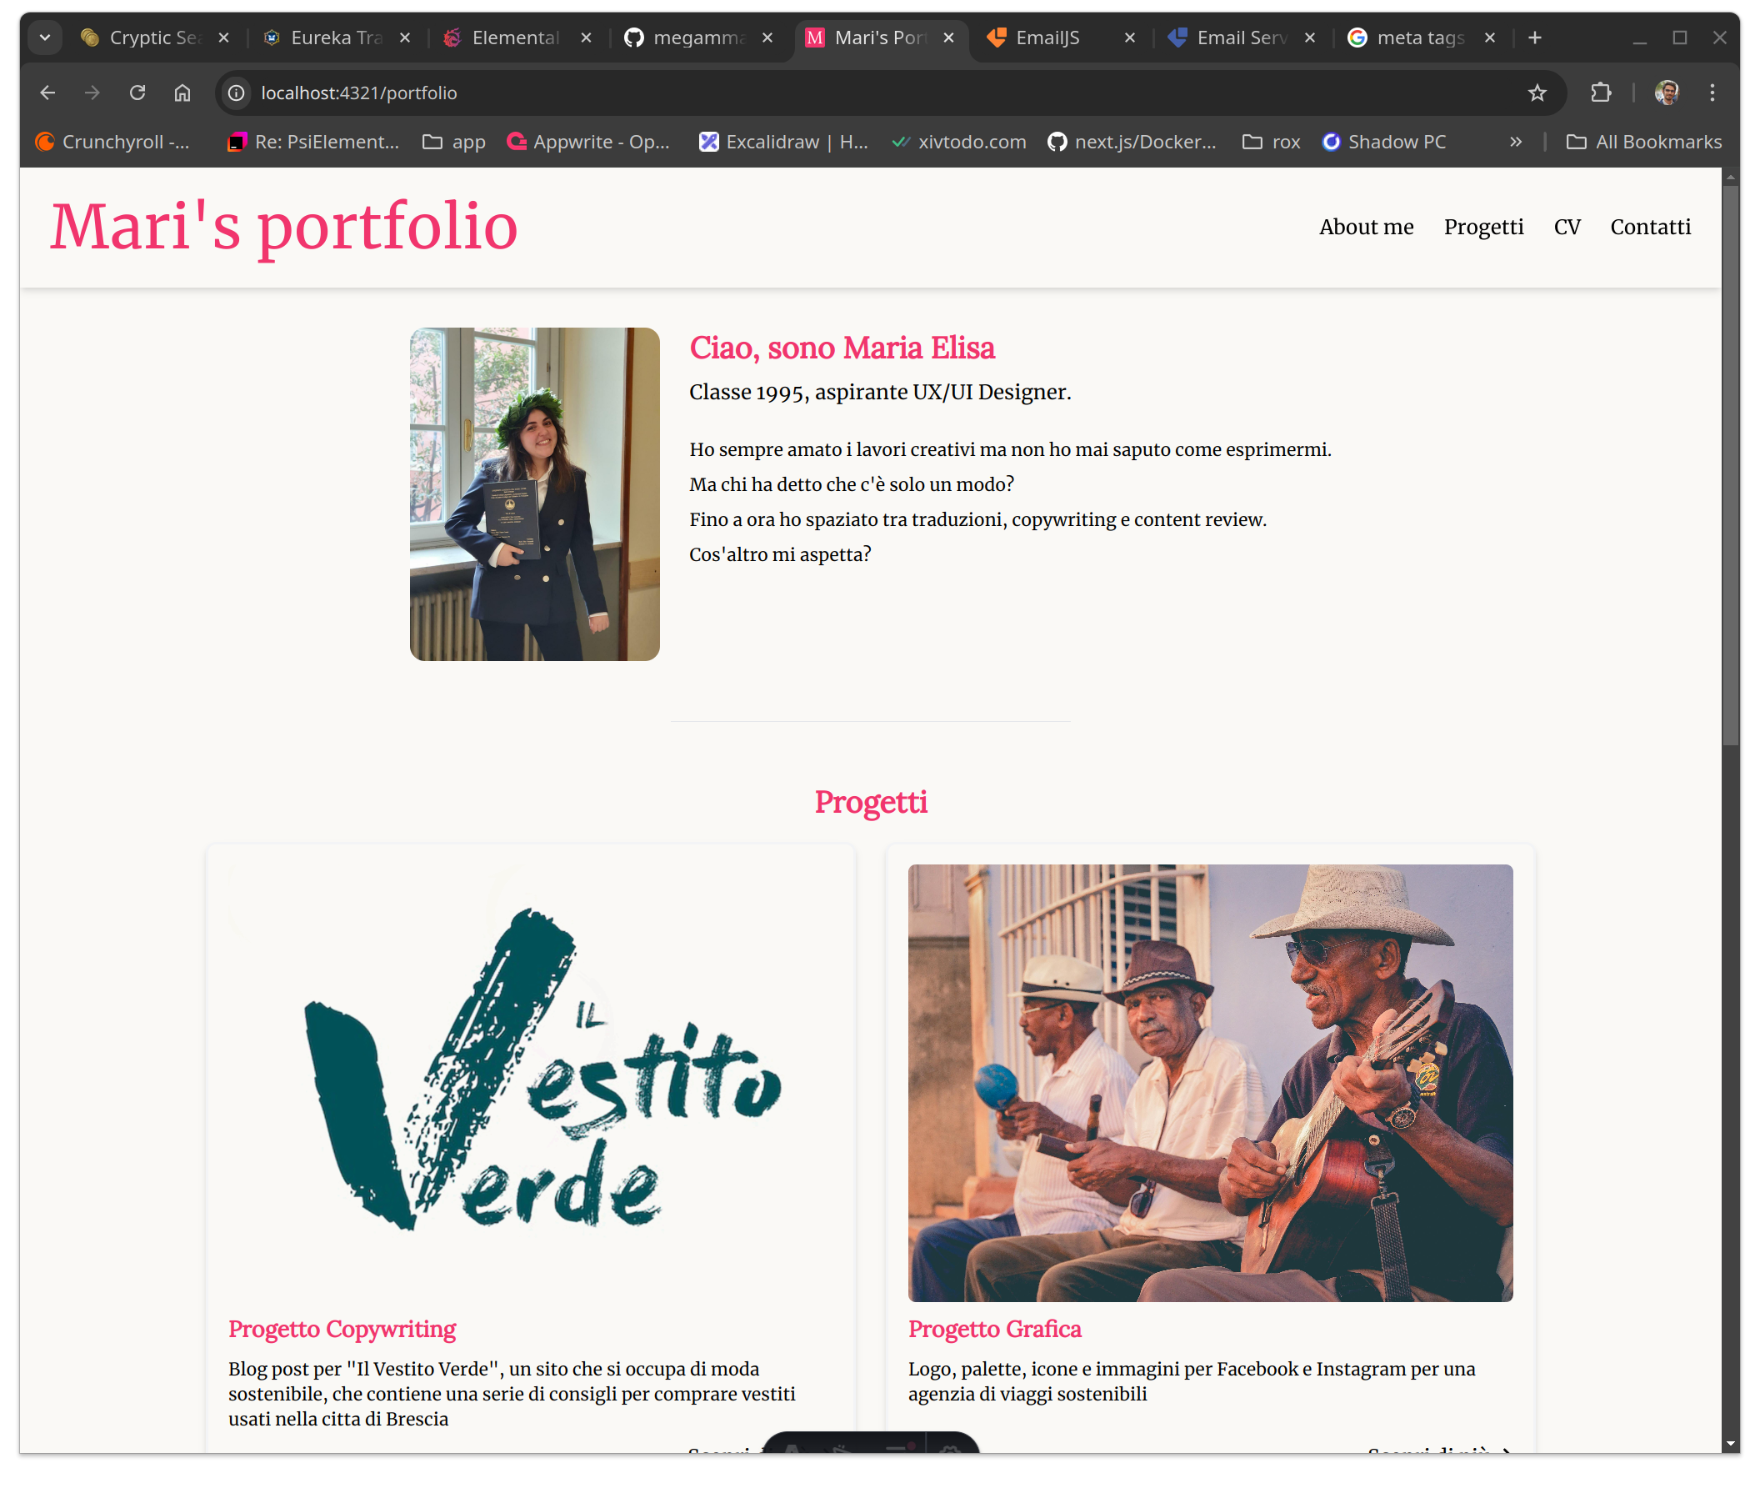 Cryptic Sea
Eureka Tra
Elemental
megamma
Mari's Port
EmailJS
Email Serv
meta tags
localhost:4321/portfolio
Crunchyroll -...
Re: PsiElement...
app
Appwrite - Op...
Excalidraw | H...
xivtodo.com
next.js/Docker...
rox
Shadow PC
All Bookmarks
Mari's portfolio
About me
Progetti
CV
Contatti
Ciao, sono Maria Elisa
Classe 1995, aspirante UX/UI Designer.
Ho sempre amato i lavori creativi ma non ho mai saputo come esprimermi.
Ma chi ha detto che c'è solo un modo?
Fino a ora ho spaziato tra traduzioni, copywriting e content review.
Cos'altro mi aspetta?
Progetti
IL
Vestito
Verde
Progetto Copywriting
Blog post per "Il Vestito Verde", un sito che si occupa di moda
sostenibile, che contiene una serie di consigli per comprare vestiti
usati nella citta di Brescia
Progetto Grafica
Logo, palette, icone e immagini per Facebook e Instagram per una
agenzia di viaggi sostenibili
Scopri di più